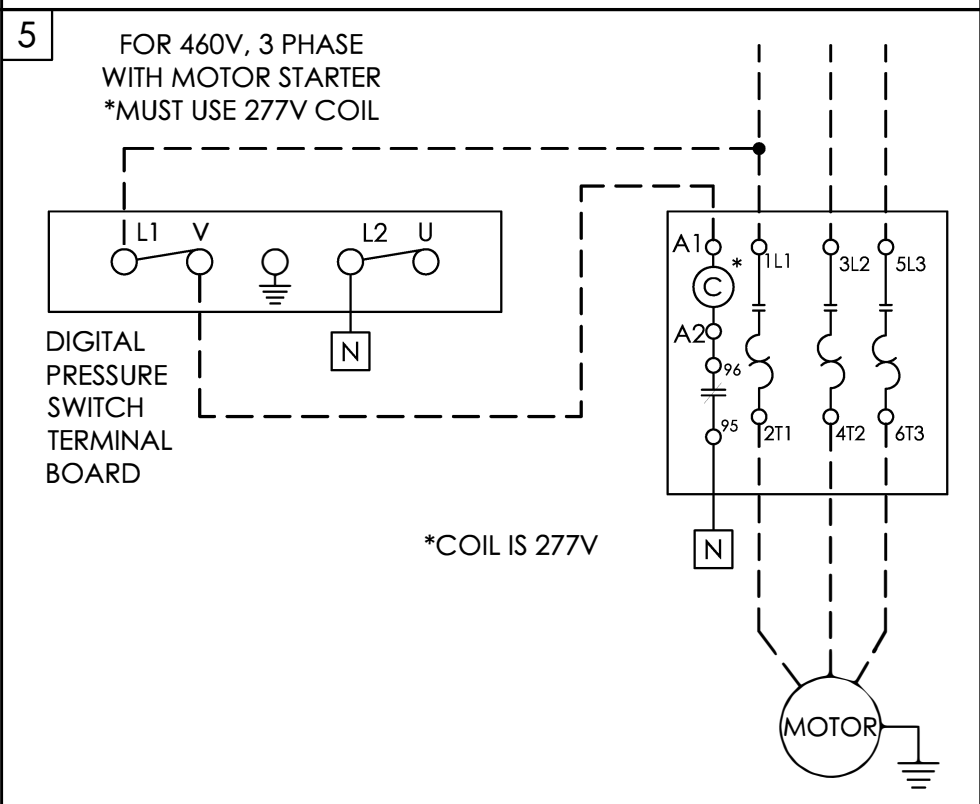 5
FOR 460V, 3 PHASE
WITH MOTOR STARTER
*MUST USE 277V COIL
L1 V L2 U
N
DIGITAL
PRESSURE
SWITCH
TERMINAL
BOARD
A1
*
1L1
3L2
5L3
C
A2
96
95
2T1
4T2
6T3
N
*COIL IS 277V
MOTOR